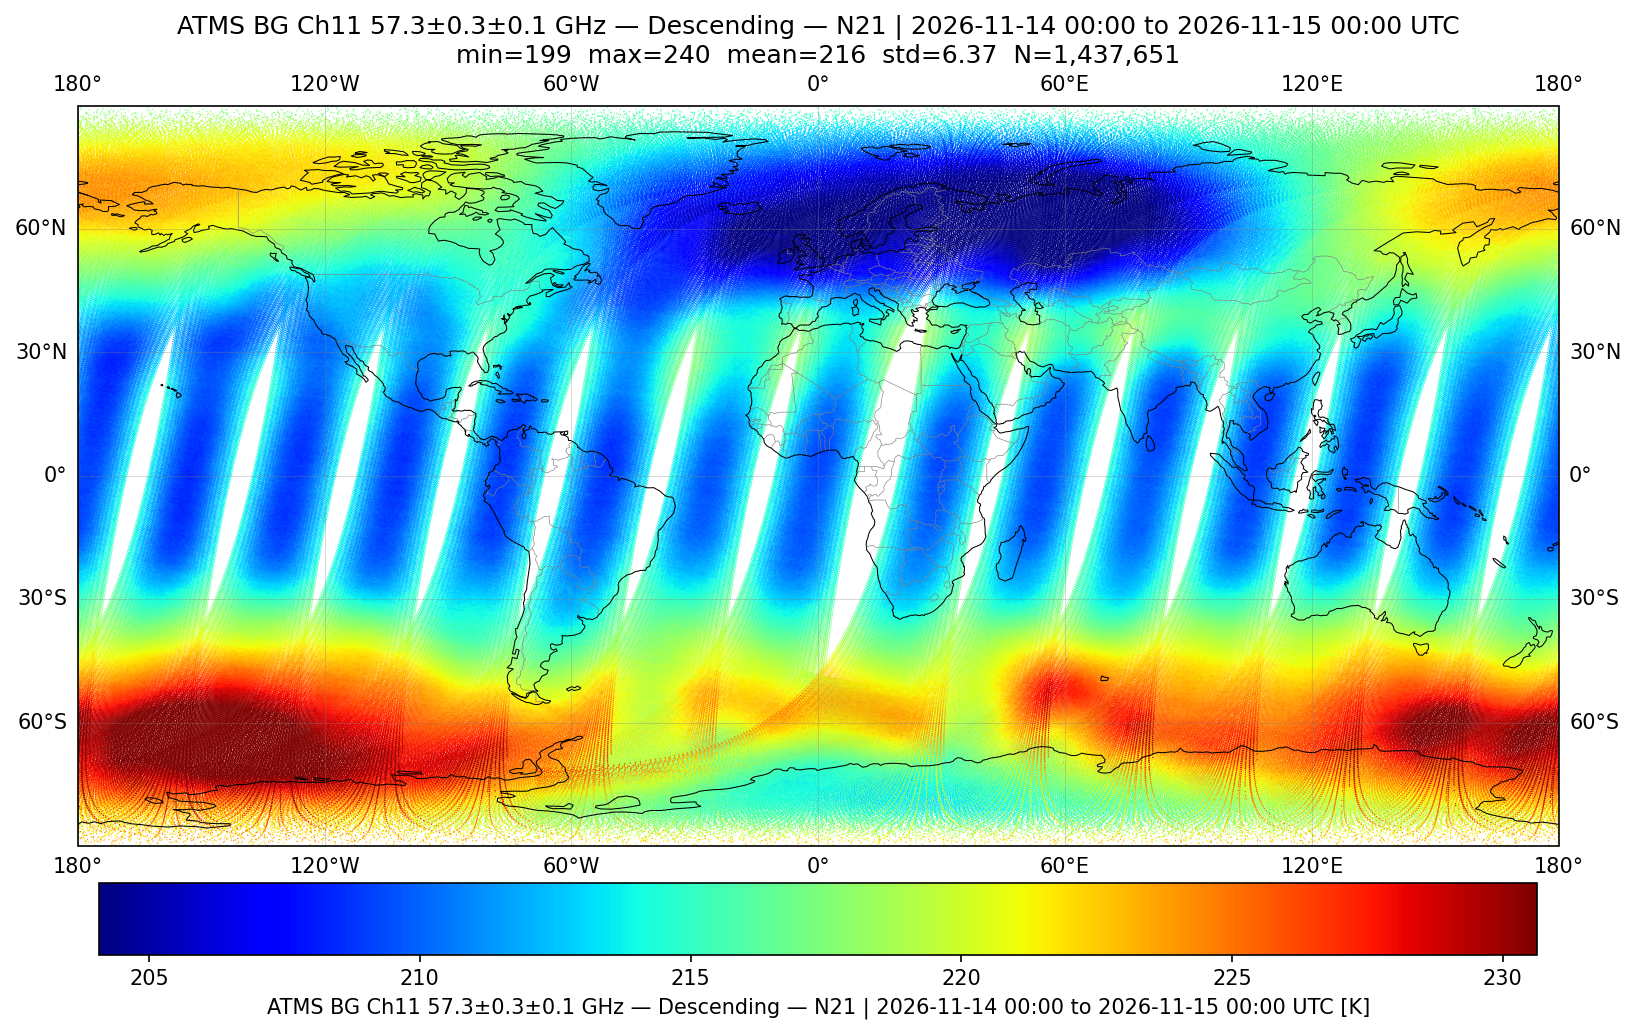 ATMS BG Ch11 57.3±0.3±0.1 GHz — Descending — N21 | 2026-11-14 00:00 to 2026-11-15 00:00 UTC
min=199 max=240 mean=216 std=6.37 N=1,437,651
180° 120°W 60°W 0° 60°E 120°E 180°
60°N 60°N
30°N 30°N
0° 0°
30°S 30°S
60°S 60°S
180° 120°W 60°W 0° 60°E 120°E 180°
205 210 215 220 225 230
ATMS BG Ch11 57.3±0.3±0.1 GHz — Descending — N21 | 2026-11-14 00:00 to 2026-11-15 00:00 UTC [K]